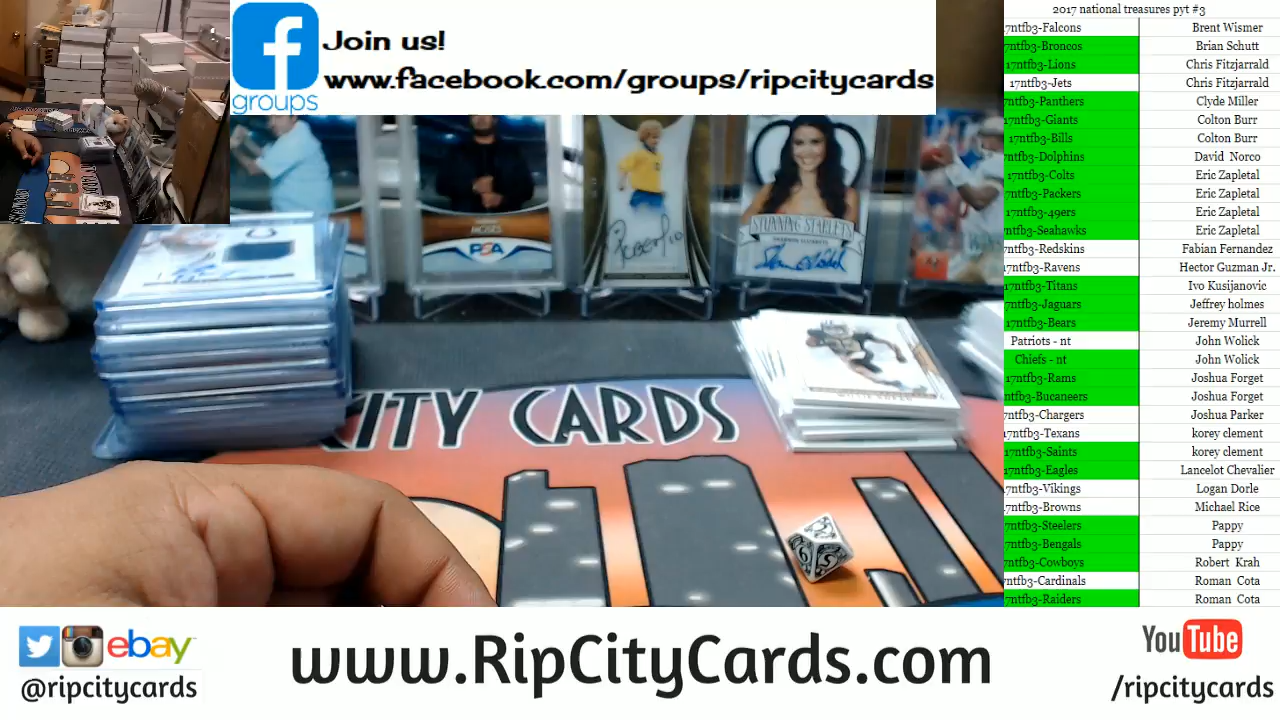 Join us!
www.facebook.com/groups/ripcitycards
groups
2017 national treasures pyt #3
17ntfb3-Falcons Brent Wismer
17ntfb3-Broncos Brian Schutt
17ntfb3-Lions Chris Fitzjarrald
17ntfb3-Jets Chris Fitzjarrald
17ntfb3-Panthers Clyde Miller
17ntfb3-Giants Colton Burr
17ntfb3-Bills Colton Burr
17ntfb3-Dolphins David Norco
17ntfb3-Colts Eric Zapletal
17ntfb3-Packers Eric Zapletal
17ntfb3-49ers Eric Zapletal
17ntfb3-Seahawks Eric Zapletal
17ntfb3-Redskins Fabian Fernandez
17ntfb3-Ravens Hector Guzman Jr.
17ntfb3-Titans Ivo Kusijanovic
17ntfb3-Jaguars Jeffrey holmes
17ntfb3-Bears Jeremy Murrell
Patriots - nt John Wolick
Chiefs - nt John Wolick
17ntfb3-Rams Joshua Forget
17ntfb3-Bucaneers Joshua Forget
17ntfb3-Chargers Joshua Parker
17ntfb3-Texans korey clement
17ntfb3-Saints korey clement
17ntfb3-Eagles Lancelot Chevalier
17ntfb3-Vikings Logan Dorle
17ntfb3-Browns Michael Rice
17ntfb3-Steelers Pappy
17ntfb3-Bengals Pappy
17ntfb3-Cowboys Robert Krah
17ntfb3-Cardinals Roman Cota
17ntfb3-Raiders Roman Cota
MOSES
PSA
STUNNING STARLETS
SHANNON ELIZABETH
CITY CARDS
6
5
ebay
@ripcitycards
www.RipCityCards.com
YouTube
/ripcitycards